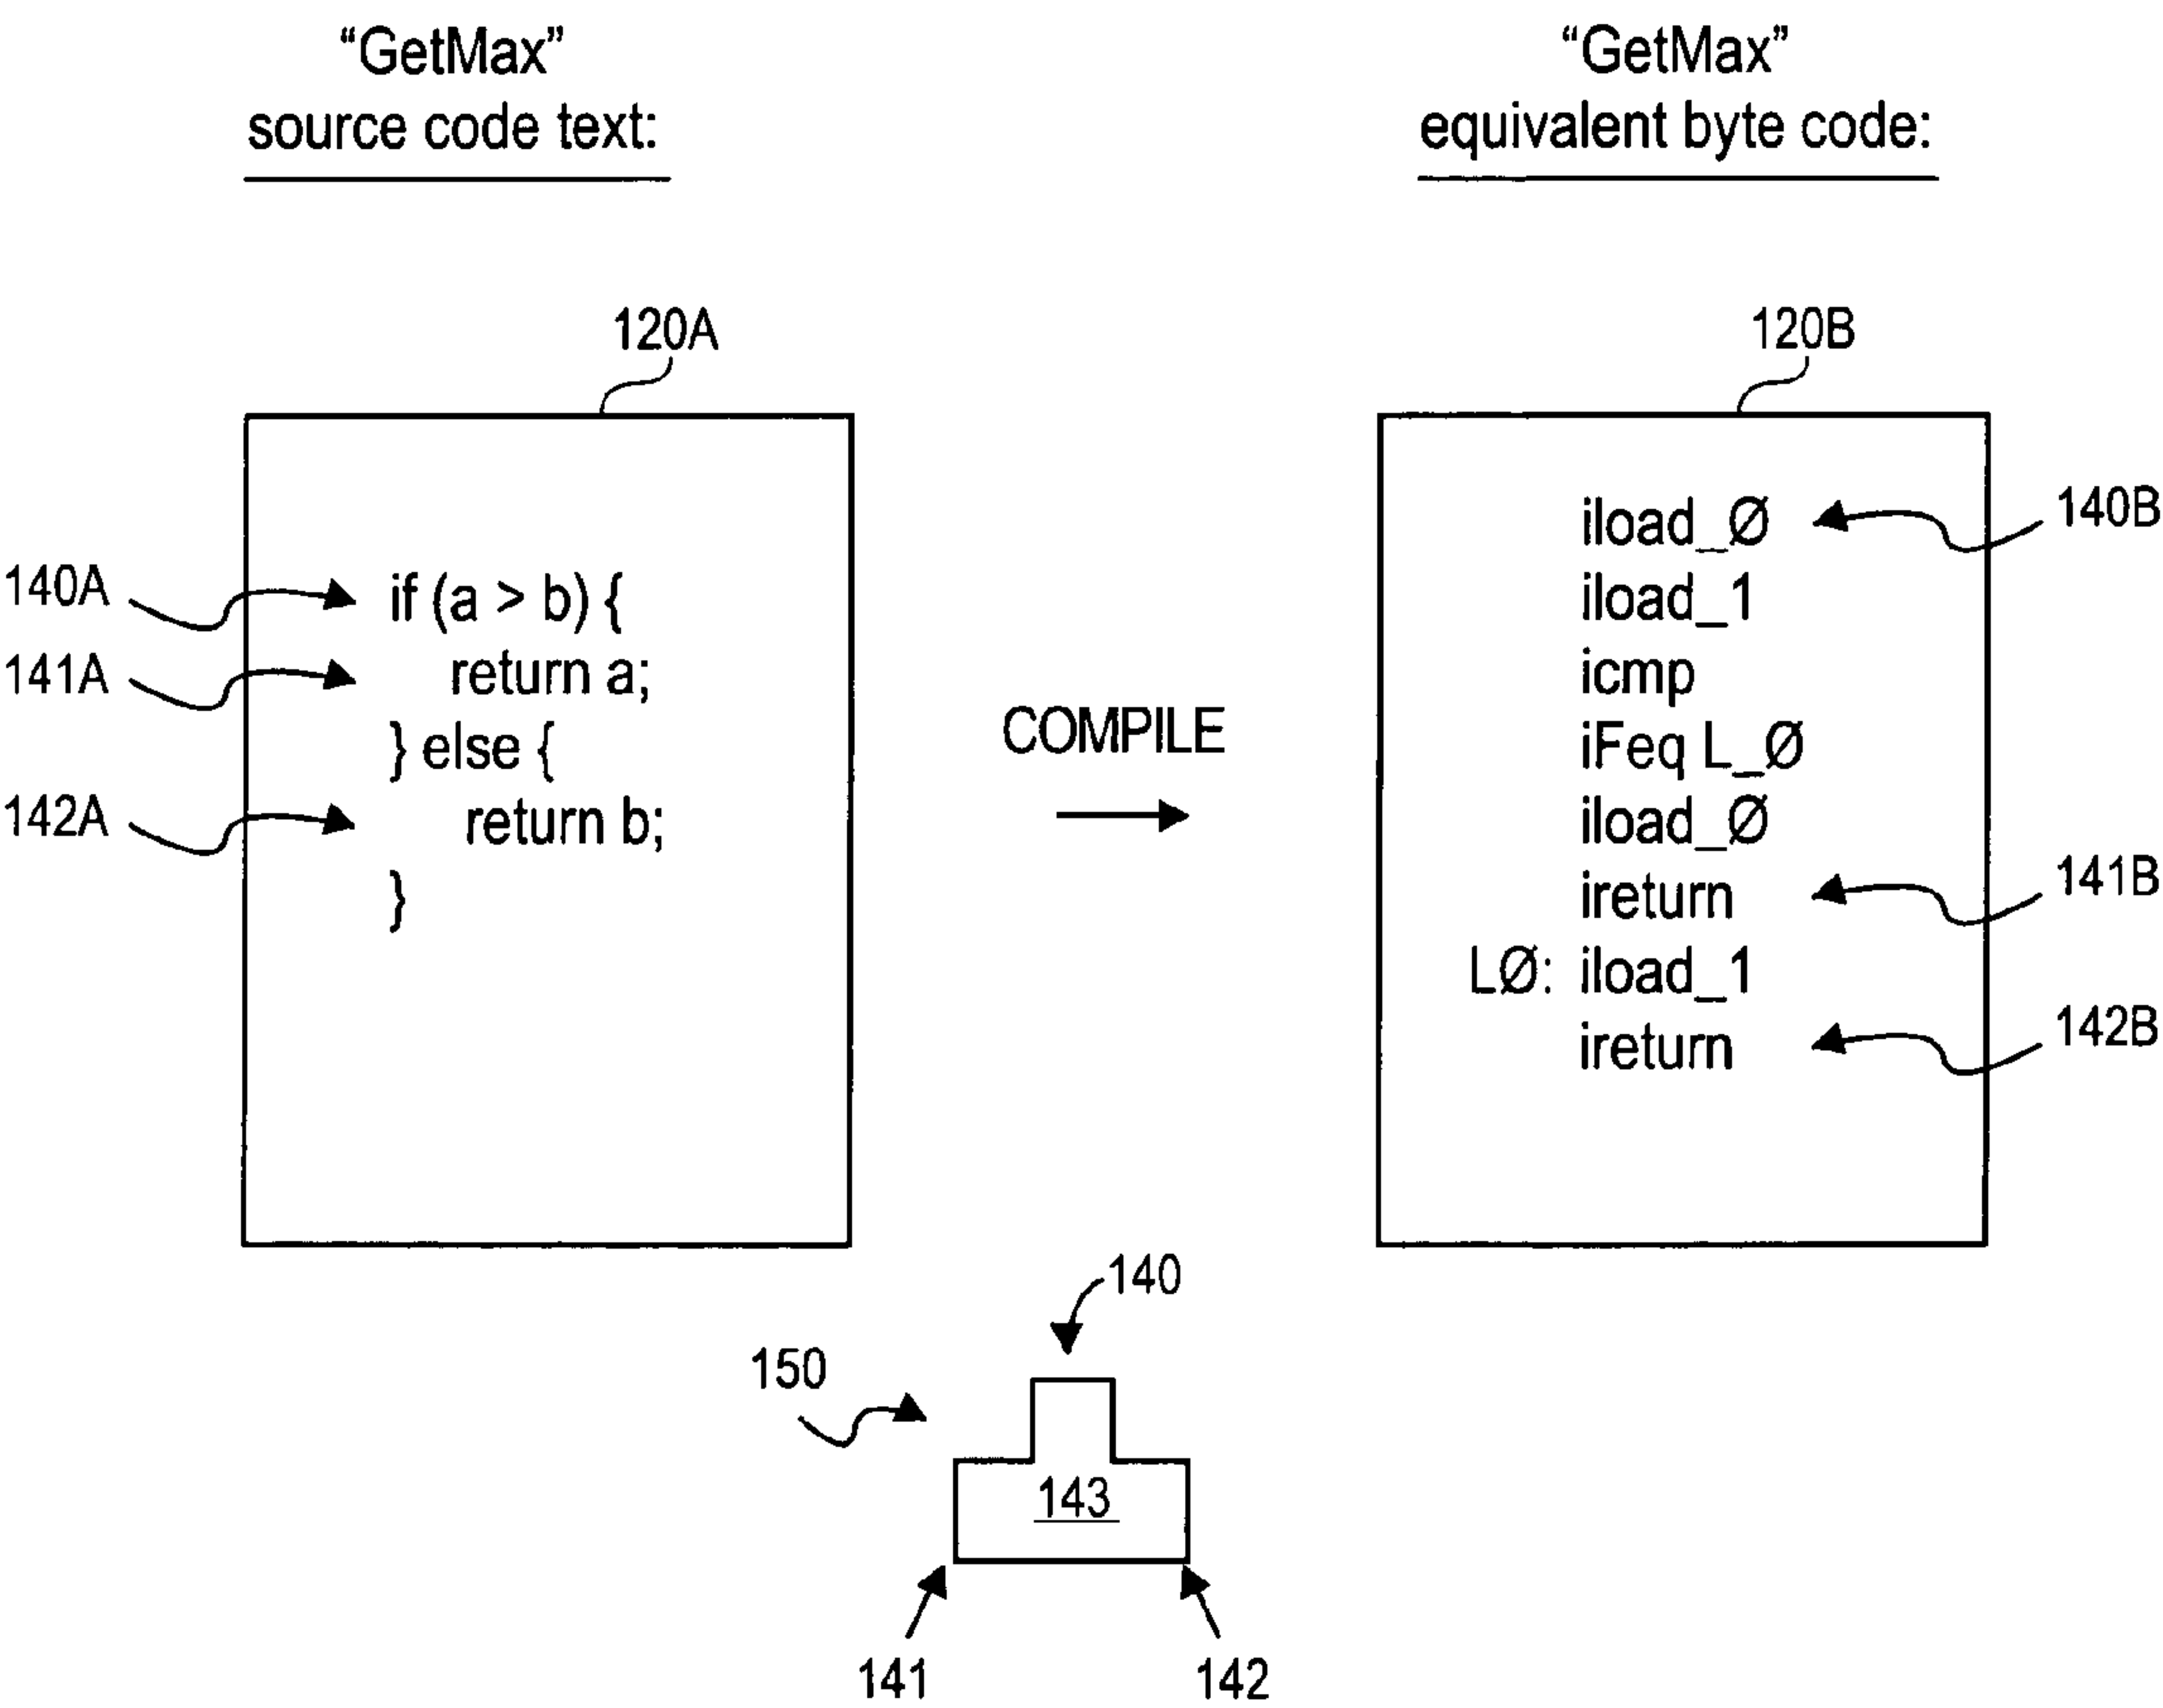 “GetMax”
source code text:
“GetMax”
equivalent byte code:
120A
120B
140A
if (a > b) {
141A
return a;
} else {
142A
return b;
}
COMPILE
iload_Ø
140B
iload_1
icmp
iFeq L_Ø
iload_Ø
ireturn
141B
LØ: iload_1
ireturn
142B
140
150
143
141
142